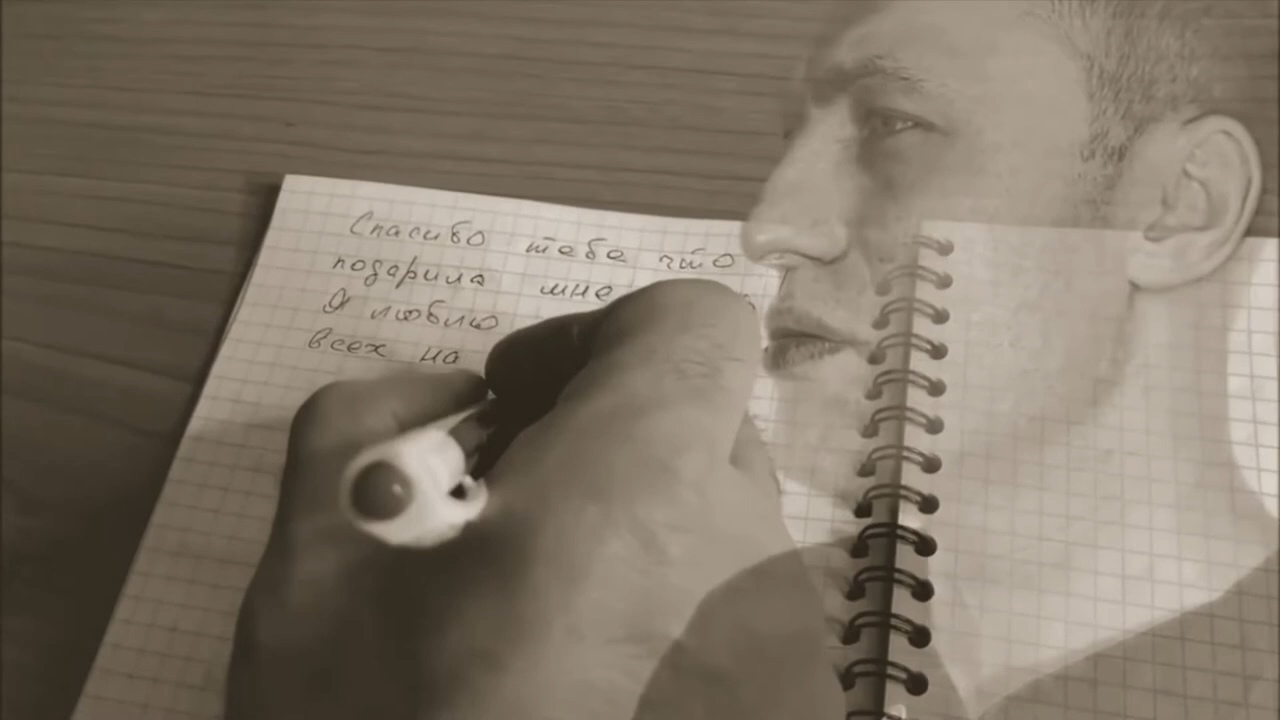 Спасибо тебе что
подарила мне
Я люблю
всех на